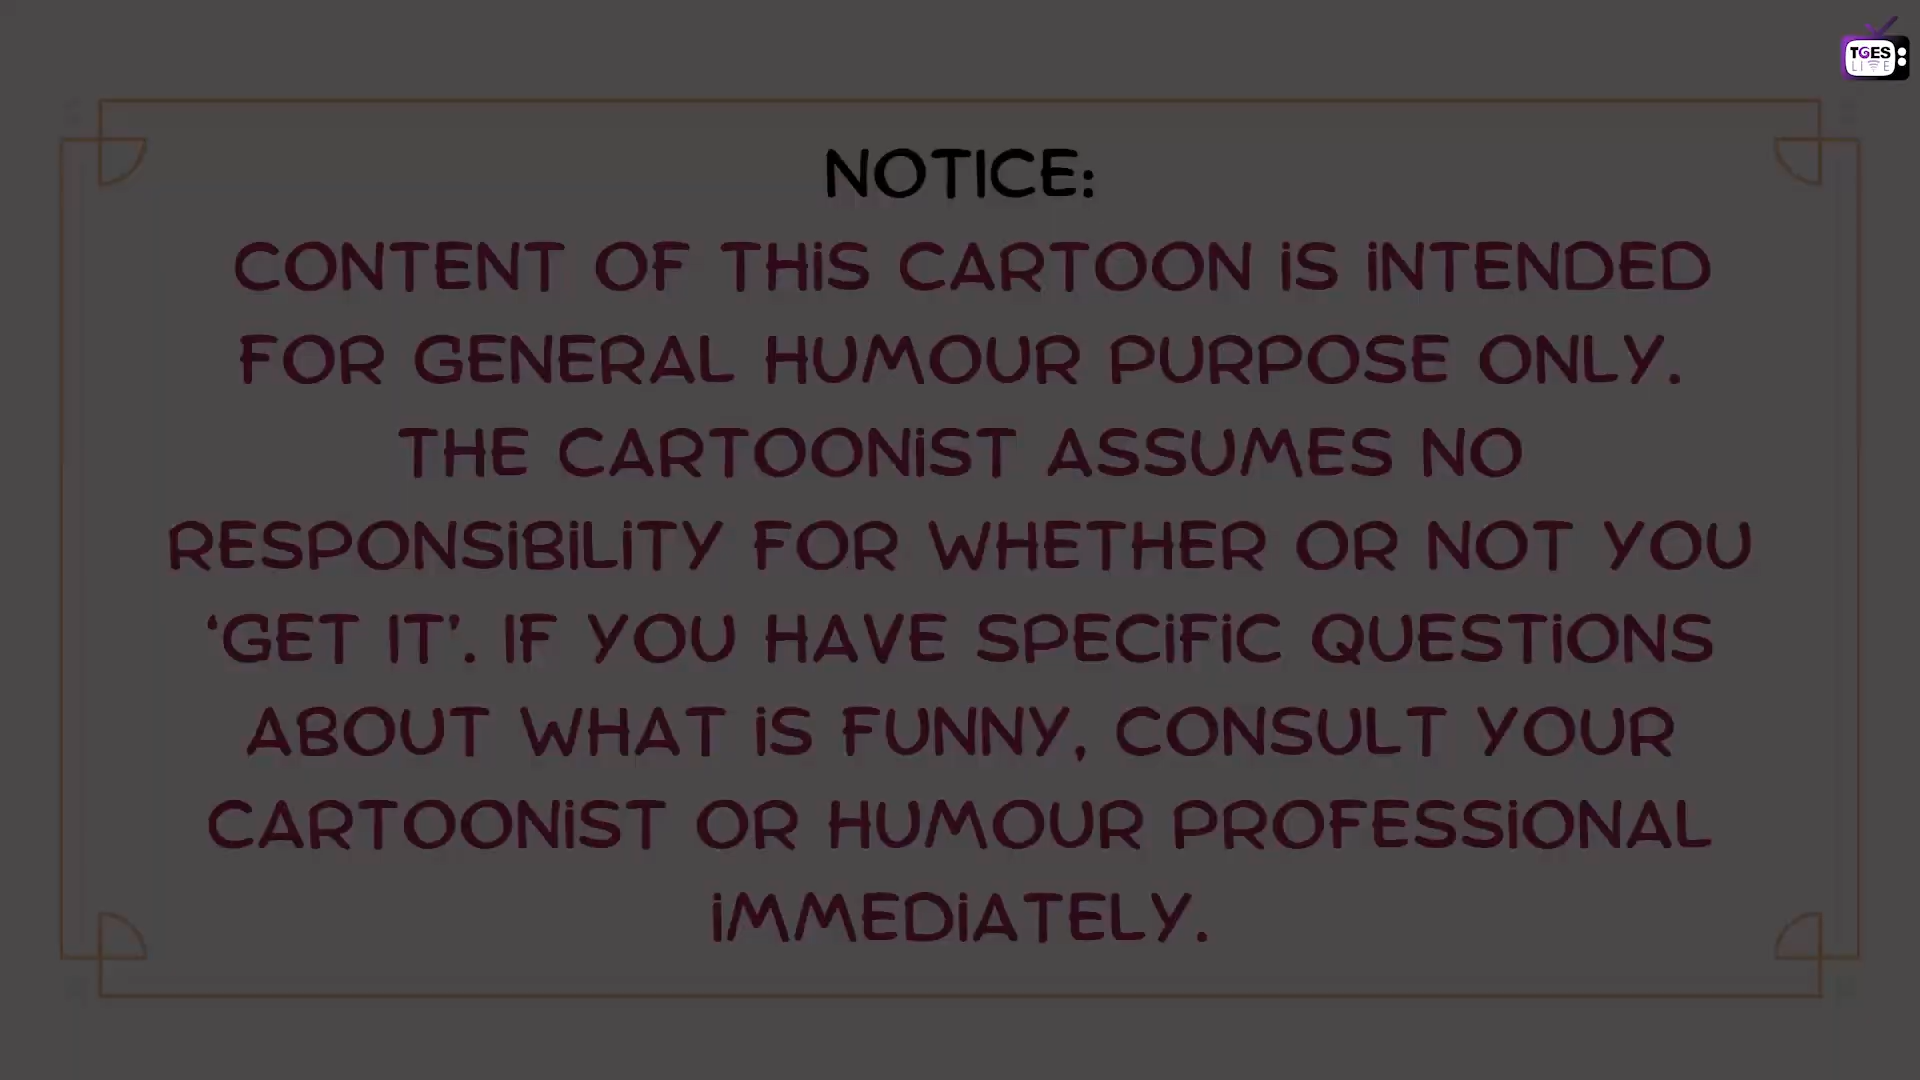 TGES
LIVE
NOTICE:
CONTENT OF THIS CARTOON IS INTENDED
FOR GENERAL HUMOUR PURPOSE ONLY.
THE CARTOONIST ASSUMES NO
RESPONSIBILITY FOR WHETHER OR NOT YOU
‘GET IT’. IF YOU HAVE SPECIFIC QUESTIONS
ABOUT WHAT IS FUNNY, CONSULT YOUR
CARTOONIST OR HUMOUR PROFESSIONAL
IMMEDIATELY.